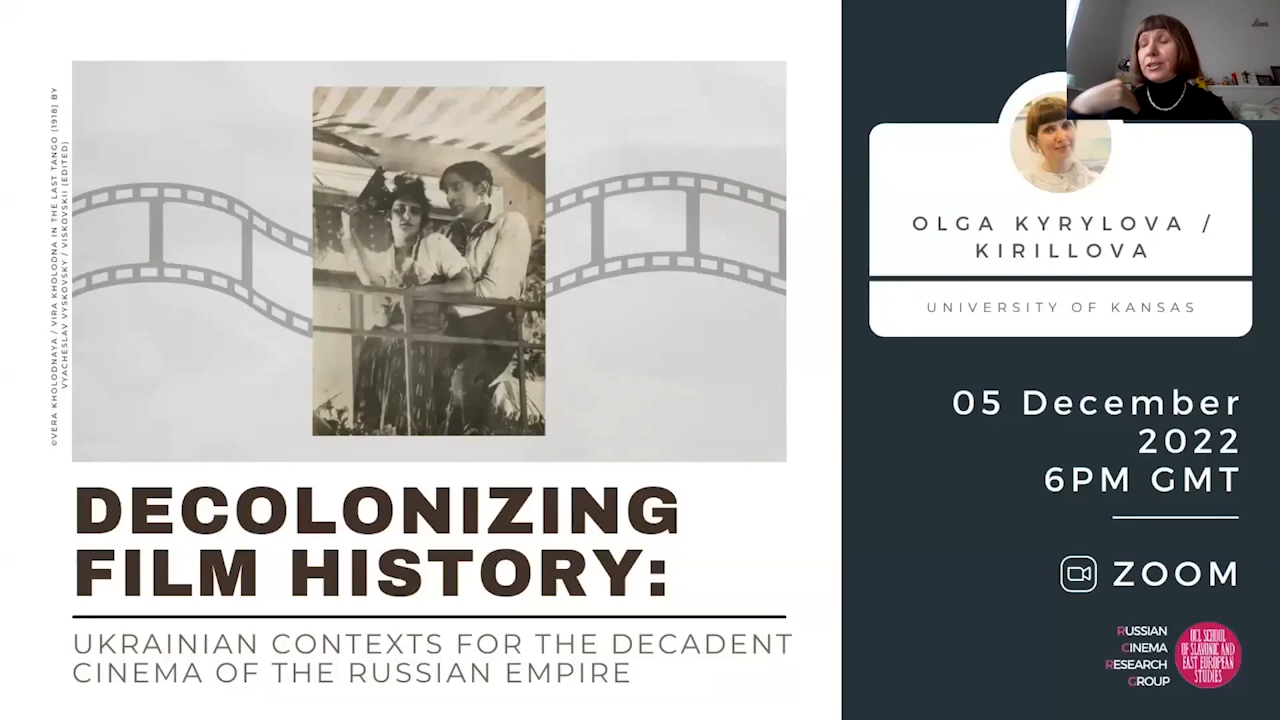 ©VERA KHOLODNAYA / VIRA KHOLODNA IN THE LAST TANGO (1918) BY
VYACHESLAV VYSKOVSKY / VISKOVSKII (EDITED)
DECOLONIZING
FILM HISTORY:
UKRAINIAN CONTEXTS FOR THE DECADENT
CINEMA OF THE RUSSIAN EMPIRE
OLGA KYRYLOVA /
KIRILLOVA
UNIVERSITY OF KANSAS
05 December
2022
6PM GMT
ZOOM
RUSSIAN
CINEMA
RESEARCH
GROUP
UCL SCHOOL
OF SLAVONIC AND
EAST EUROPEAN
STUDIES